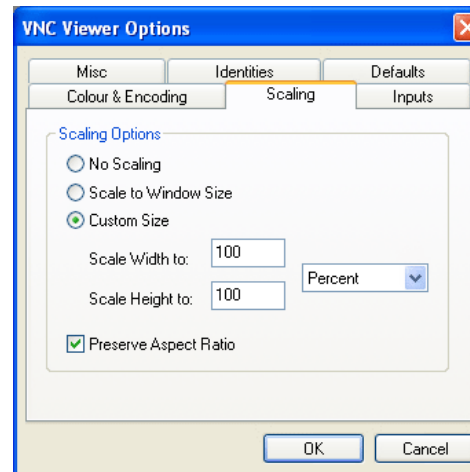 VNC Viewer Options
Misc Identities Defaults
Colour & Encoding Scaling Inputs
Scaling Options
No Scaling
Scale to Window Size
Custom Size
Scale Width to: 100
Percent
Scale Height to: 100
Preserve Aspect Ratio
OK Cancel